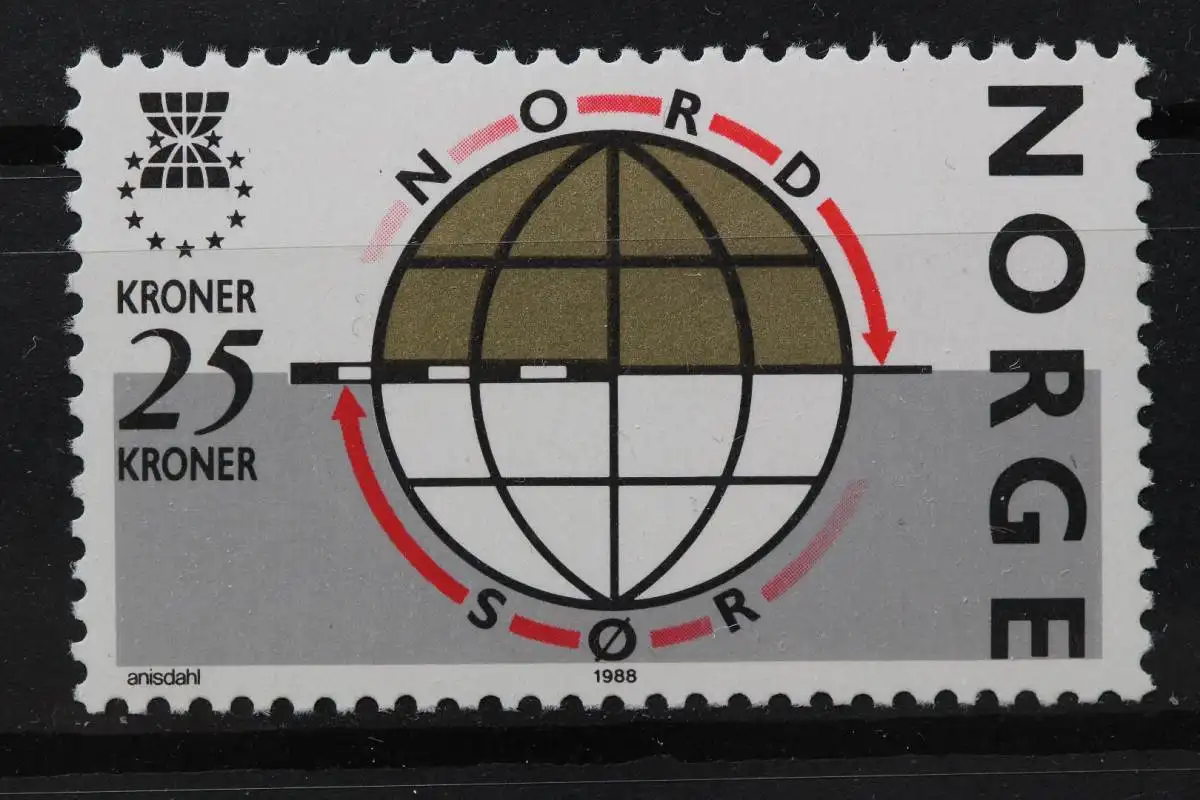 NORD
KRONER
25
KRONER
SØR
NORGE
anisdahl
1988